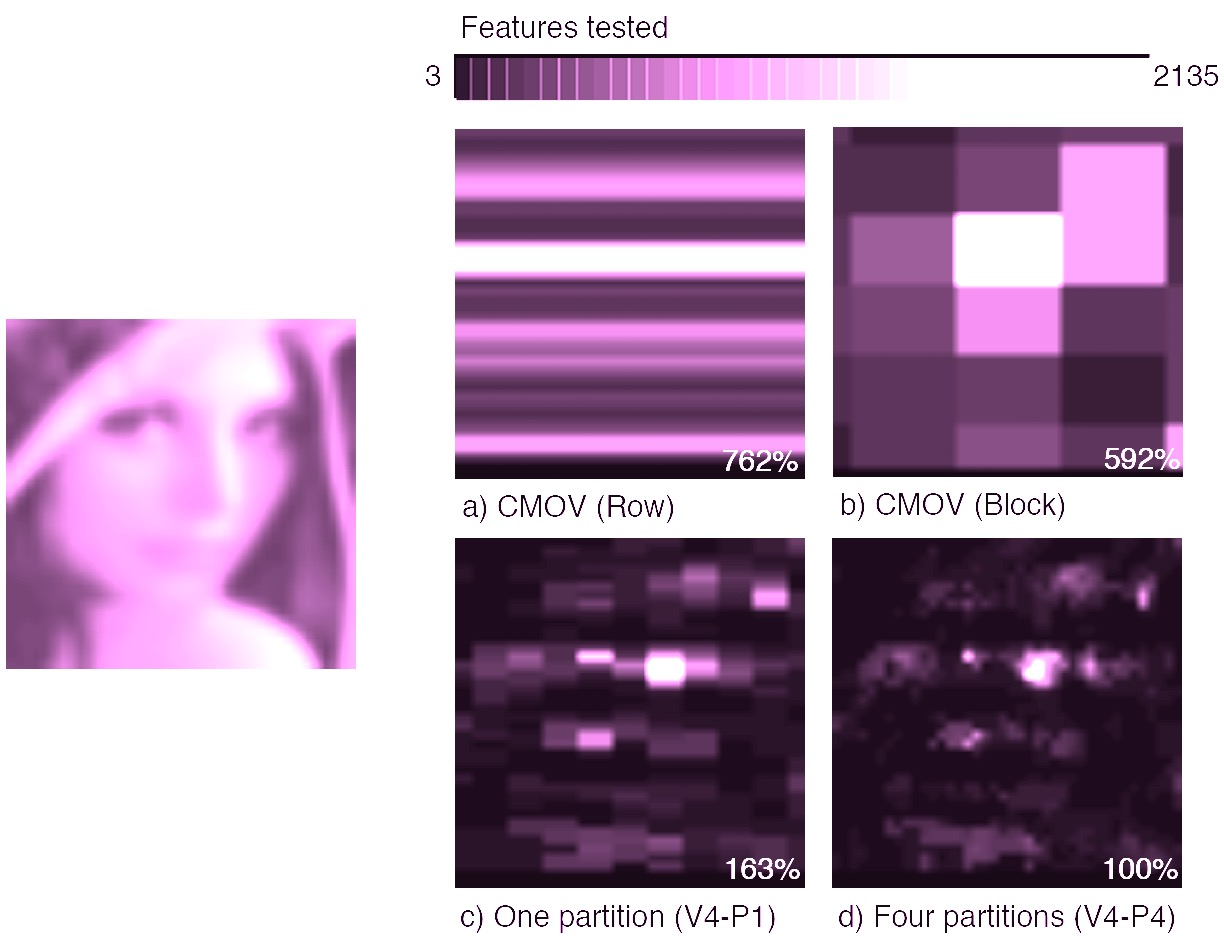 Features tested
3
2135
762%
592%
a) CMOV (Row)
b) CMOV (Block)
163%
100%
c) One partition (V4-P1)
d) Four partitions (V4-P4)